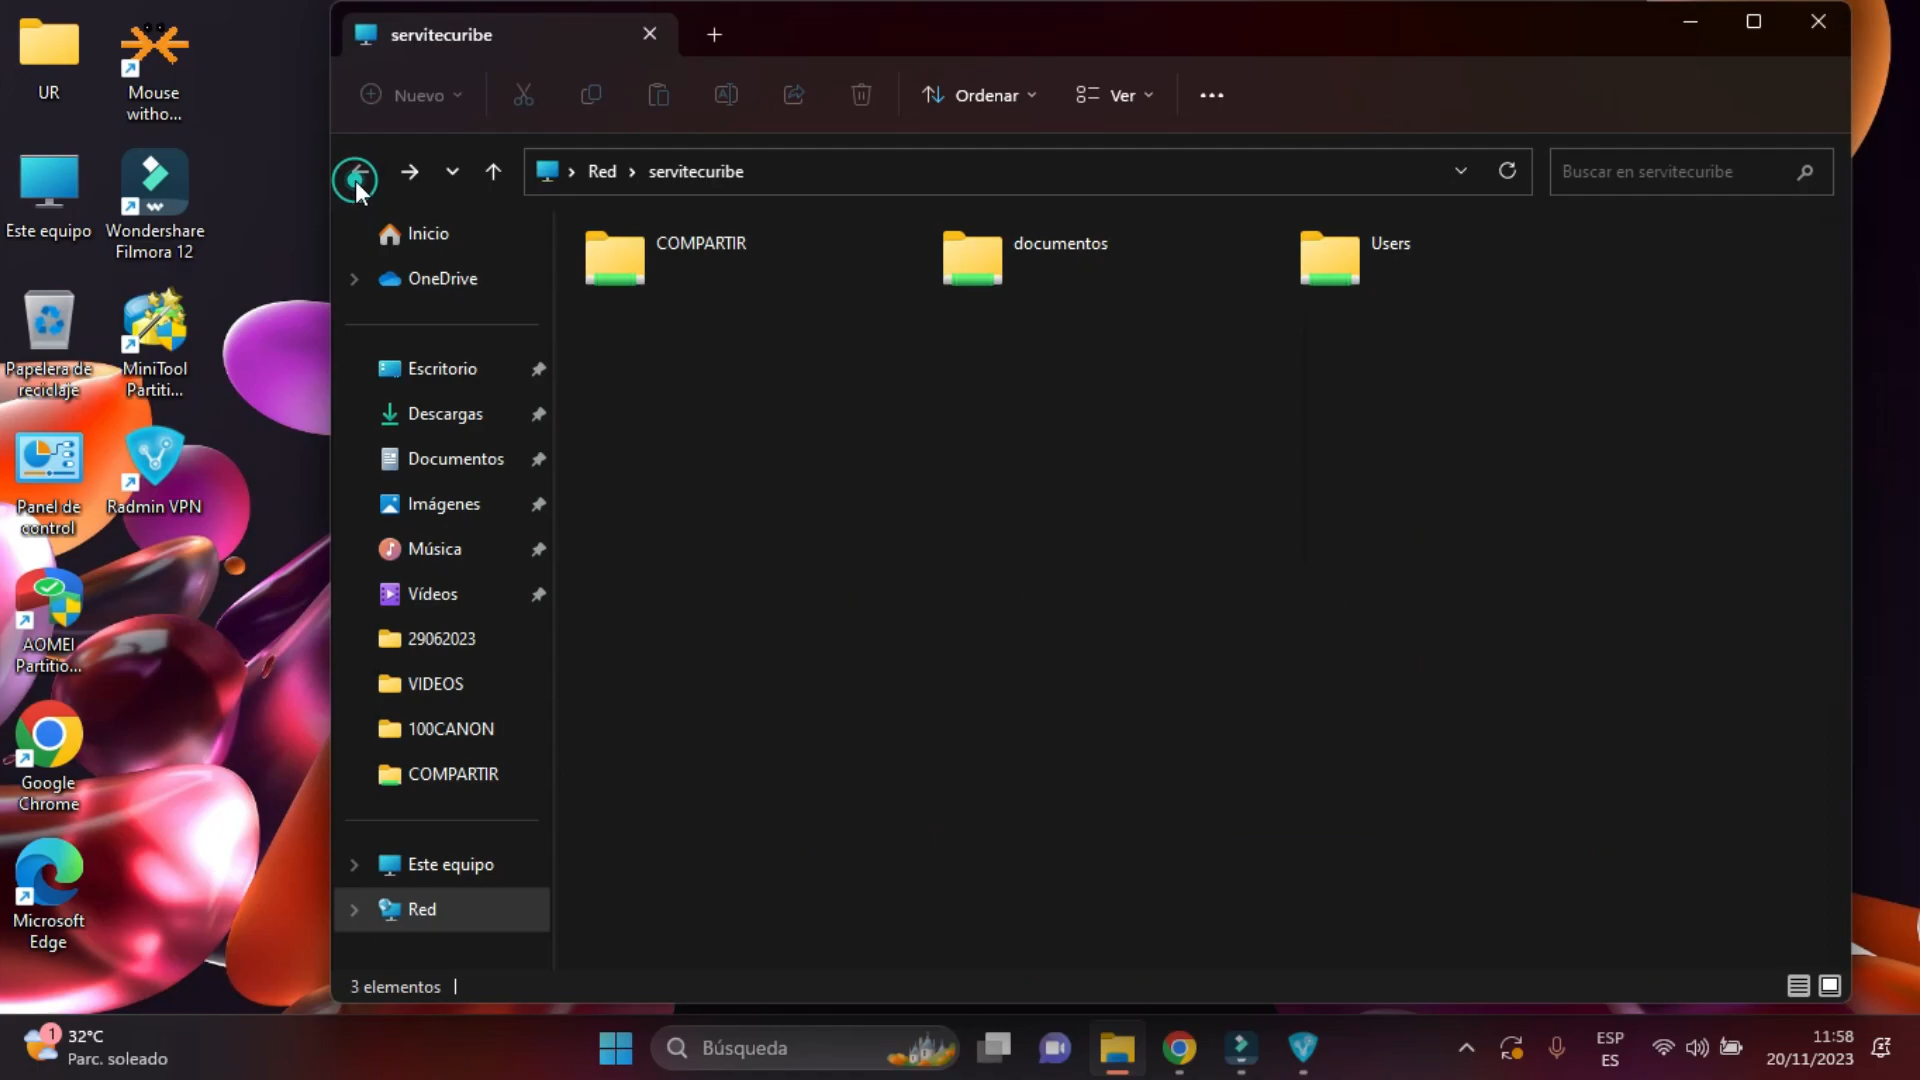 UR
Mouse
witho...
Este equipo
Wondershare
Filmora 12
Papelera de
reciclaje
MiniTool
Partiti...
Panel de
control
Radmin VPN
AOMEI
Partitio...
Google
Chrome
Microsoft
Edge
servitecuribe
Nuevo
Ordenar
Ver
Red
servitecuribe
Buscar en servitecuribe
Inicio
OneDrive
Escritorio
Descargas
Documentos
Imágenes
Música
Vídeos
29062023
VIDEOS
100CANON
COMPARTIR
Este equipo
Red
COMPARTIR
documentos
Users
3 elementos
1
32°C
Parc. soleado
Búsqueda
ESP
ES
11:58
20/11/2023